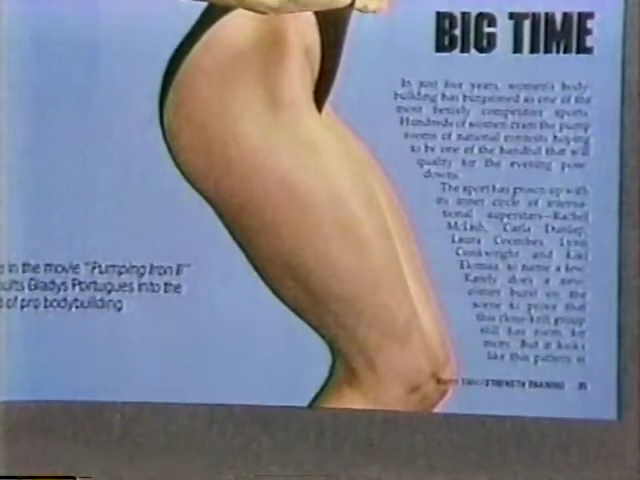 BIG TIME
In just five years, women's body-
building has burgeoned as one of the
most fiercely competitive sports.
Hundreds of women cram the pump
rooms of national contests hoping
to be one of the handful that will
quality for the evening pose-
downs.
The sport has grown up with
its inner circle of interna-
tional superstars—Rachel
McLish, Carla Dunlap,
Laura Combes, Lynn
Conkwright and Kiki
Elomaa, to name a few.
Rarely does a new-
comer burst on the
scene to prove that
this close-knit group
still has room for
more. But it looks
like this pattern is
e in the movie "Pumping Iron II"
ults Gladys Portugues into the
s of pro bodybuilding
/STRENGTH TRAINING